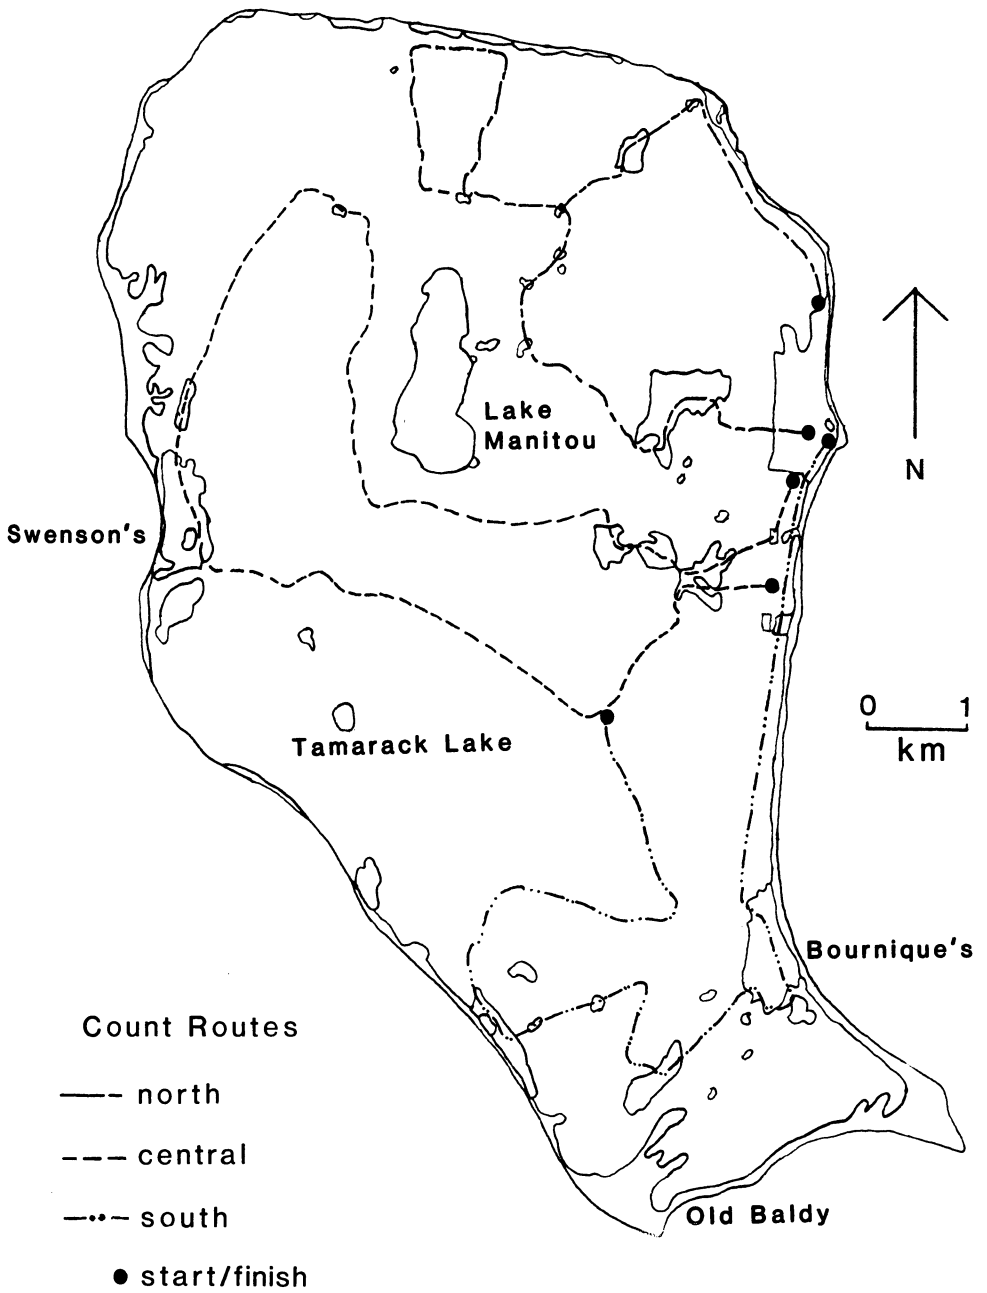 N
Lake
Manitou
Swenson's
0 1
km
Tamarack Lake
Bournique's
Count Routes
north
central
south
Old Baldy
start/finish